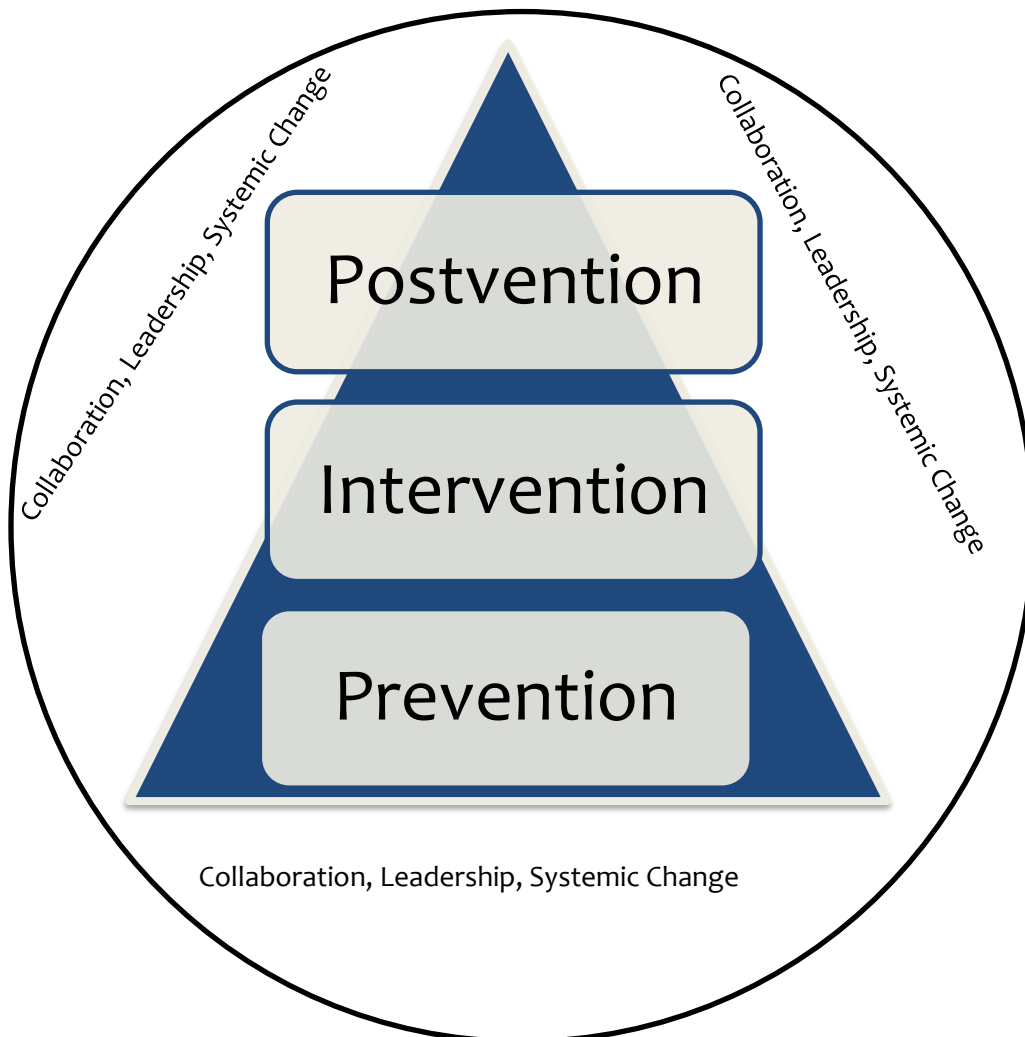 Collaboration, Leadership, Systemic Change
Collaboration, Leadership, Systemic Change
Postvention
Intervention
Prevention
Collaboration, Leadership, Systemic Change